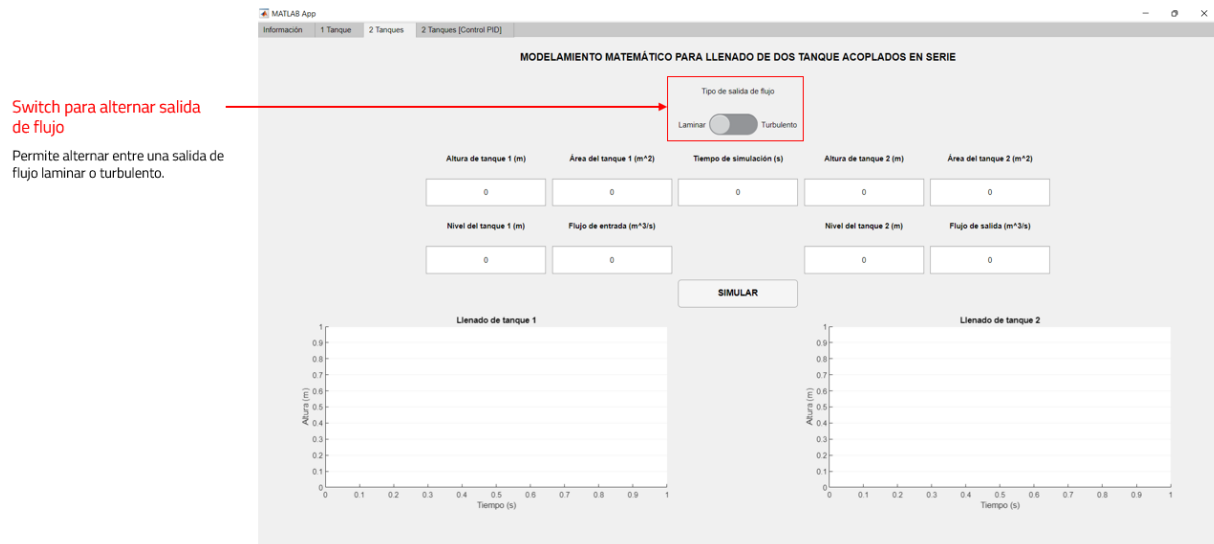 MATLAB App
Información 1 Tanque 2 Tanques 2 Tanques [Control PID]
MODELAMIENTO MATEMÁTICO PARA LLENADO DE DOS TANQUE ACOPLADOS EN SERIE
Switch para alternar salida
de flujo
Permite alternar entre una salida de
flujo laminar o turbulento.
Tipo de salida de flujo
Laminar Turbulento
Altura de tanque 1 (m) Área del tanque 1 (m^2) Tiempo de simulación (s) Altura de tanque 2 (m) Área del tanque 2 (m^2)
0 0 0 0 0
Nivel del tanque 1 (m) Flujo de entrada (m^3/s) Nivel del tanque 2 (m) Flujo de salida (m^3/s)
0 0 0 0
SIMULAR
Llenado de tanque 1
1
0.9
0.8
0.7
0.6
0.5
0.4
0.3
0.2
0.1
0
Altura (m)
0 0.1 0.2 0.3 0.4 0.5 0.6 0.7 0.8 0.9 1
Tiempo (s)
Llenado de tanque 2
1
0.9
0.8
0.7
0.6
0.5
0.4
0.3
0.2
0.1
0
Altura (m)
0 0.1 0.2 0.3 0.4 0.5 0.6 0.7 0.8 0.9 1
Tiempo (s)